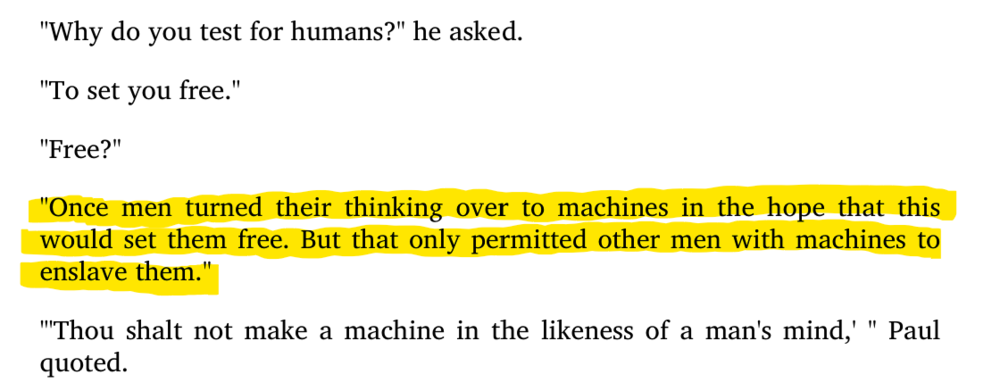 "Why do you test for humans?" he asked.
"To set you free."
"Free?"
"Once men turned their thinking over to machines in the hope that this
would set them free. But that only permitted other men with machines to
enslave them."
"'Thou shalt not make a machine in the likeness of a man's mind,' " Paul
quoted.